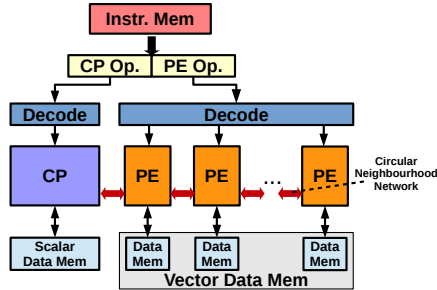 Instr. Mem
CP Op. PE Op.
Decode Decode
CP PE PE ... PE
Circular
Neighbourhood
Network
Scalar
Data Mem
Data
Mem
Data
Mem
Data
Mem
Vector Data Mem